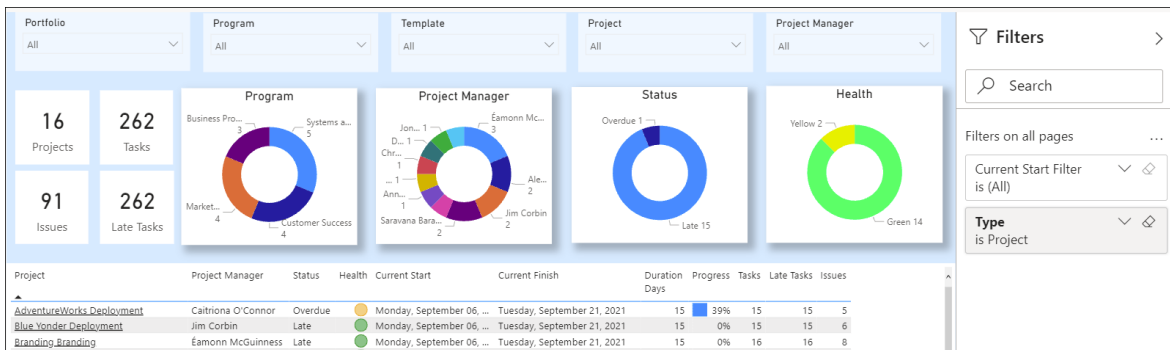 Portfolio
All
Program
All
Template
All
Project
All
Project Manager
All
16
Projects
262
Tasks
91
Issues
262
Late Tasks
Program
Business Pro...
3
Systems a...
5
Market...
4
Customer Success
4
Project Manager
Jon... 1
D... 1
Chr...
1
... 1
Ann...
1
Saravana Bara...
2
Éamonn Mc...
3
Ale...
2
Jim Corbin
2
Status
Overdue 1
Late 15
Health
Yellow 2
Green 14
Filters
Search
Filters on all pages
...
Current Start Filter
is (All)
Type
is Project
Project Project Manager Status Health Current Start Current Finish Duration Days Progress Tasks Late Tasks Issues
AdventureWorks Deployment Caitriona O'Connor Overdue Monday, September 06, ... Tuesday, September 21, 2021 15 39% 15 15 5
Blue Yonder Deployment Jim Corbin Late Monday, September 06, ... Tuesday, September 21, 2021 15 0% 15 15 6
Branding Branding Éamonn McGuinness Late Monday, September 06, ... Tuesday, September 21, 2021 15 0% 16 16 8